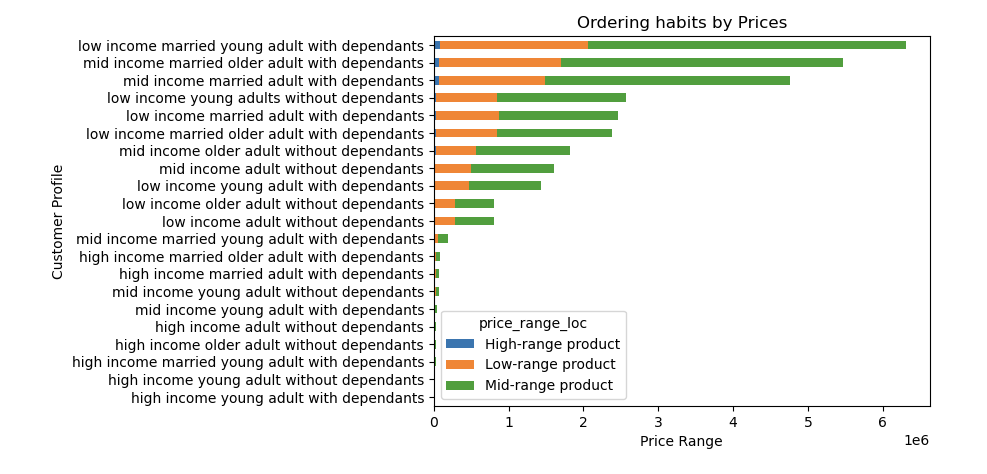 Ordering habits by Prices
low income married young adult with dependants
mid income married older adult with dependants
mid income married adult with dependants
low income young adults without dependants
low income married adult with dependants
low income married older adult with dependants
mid income older adult without dependants
mid income adult without dependants
low income young adult with dependants
low income older adult without dependants
low income adult without dependants
mid income married young adult with dependants
high income married older adult with dependants
high income married adult with dependants
mid income young adult without dependants
mid income young adult with dependants
high income adult without dependants
high income older adult without dependants
high income married young adult with dependants
high income young adult without dependants
high income young adult with dependants
Customer Profile
price_range_loc
High-range product
Low-range product
Mid-range product
0 1 2 3 4 5 6
1e6
Price Range